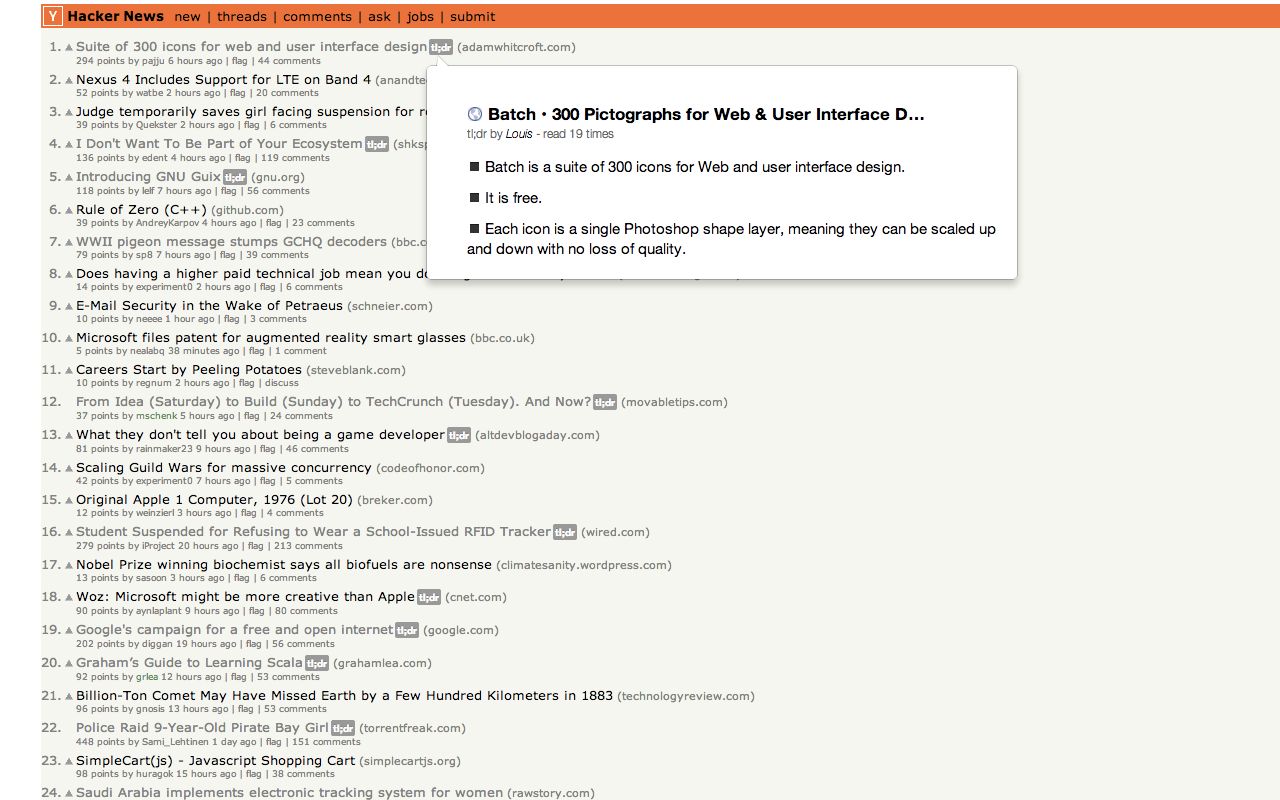 Y Hacker News new | threads | comments | ask | jobs | submit
1. Suite of 300 icons for web and user interface design tl;dr (adamwhitcroft.com)
294 points by pajju 6 hours ago | flag | 44 comments
2. Nexus 4 Includes Support for LTE on Band 4 (anandte
52 points by watbe 2 hours ago | flag | 20 comments
3. Judge temporarily saves girl facing suspension for r
39 points by Quekster 2 hours ago | flag | 6 comments
4. I Don't Want To Be Part of Your Ecosystem tl;dr (shksp
136 points by edent 4 hours ago | flag | 119 comments
5. Introducing GNU Guix tl;dr (gnu.org)
118 points by lelf 7 hours ago | flag | 56 comments
6. Rule of Zero (C++) (github.com)
39 points by AndreyKarpov 4 hours ago | flag | 23 comments
7. WWII pigeon message stumps GCHQ decoders (bbc.c
79 points by sp8 7 hours ago | flag | 39 comments
8. Does having a higher paid technical job mean you do
14 points by experiment0 2 hours ago | flag | 6 comments
Batch • 300 Pictographs for Web & User Interface D...
tl;dr by Louis - read 19 times
■ Batch is a suite of 300 icons for Web and user interface design.
■ It is free.
■ Each icon is a single Photoshop shape layer, meaning they can be scaled up
and down with no loss of quality.
9. E-Mail Security in the Wake of Petraeus (schneier.com)
10 points by neeee 1 hour ago | flag | 3 comments
10. Microsoft files patent for augmented reality smart glasses (bbc.co.uk)
5 points by nealabq 38 minutes ago | flag | 1 comment
11. Careers Start by Peeling Potatoes (steveblank.com)
10 points by regnum 2 hours ago | flag | discuss
12. From Idea (Saturday) to Build (Sunday) to TechCrunch (Tuesday). And Now? tl;dr (movabletips.com)
37 points by mschenk 5 hours ago | flag | 24 comments
13. What they don't tell you about being a game developer tl;dr (altdevblogaday.com)
81 points by rainmaker23 9 hours ago | flag | 46 comments
14. Scaling Guild Wars for massive concurrency (codeofhonor.com)
42 points by experiment0 7 hours ago | flag | 5 comments
15. Original Apple 1 Computer, 1976 (Lot 20) (breker.com)
12 points by weinzierl 3 hours ago | flag | 4 comments
16. Student Suspended for Refusing to Wear a School-Issued RFID Tracker tl;dr (wired.com)
279 points by iProject 20 hours ago | flag | 213 comments
17. Nobel Prize winning biochemist says all biofuels are nonsense (climatesanity.wordpress.com)
13 points by sasoon 3 hours ago | flag | 6 comments
18. Woz: Microsoft might be more creative than Apple tl;dr (cnet.com)
90 points by aynlaplant 9 hours ago | flag | 80 comments
19. Google's campaign for a free and open internet tl;dr (google.com)
202 points by diggan 19 hours ago | flag | 56 comments
20. Graham’s Guide to Learning Scala tl;dr (grahamlea.com)
92 points by grlea 12 hours ago | flag | 53 comments
21. Billion-Ton Comet May Have Missed Earth by a Few Hundred Kilometers in 1883 (technologyreview.com)
96 points by gnosis 13 hours ago | flag | 53 comments
22. Police Raid 9-Year-Old Pirate Bay Girl tl;dr (torrentfreak.com)
448 points by Sami_Lehtinen 1 day ago | flag | 151 comments
23. SimpleCart(js) - Javascript Shopping Cart (simplecartjs.org)
98 points by huragok 15 hours ago | flag | 38 comments
24. Saudi Arabia implements electronic tracking system for women (rawstory.com)